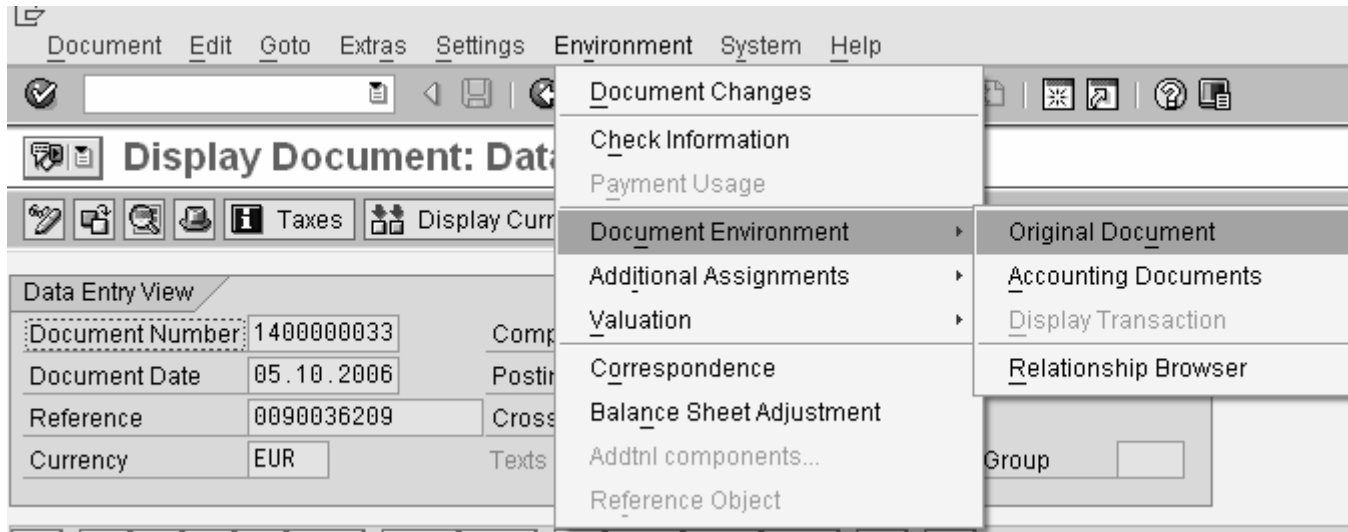 Document Edit Goto Extras Settings Environment System Help
Document Changes
Display Document: Data
Check Information
Payment Usage
Taxes Display Curr
Document Environment
Original Document
Additional Assignments
Accounting Documents
Data Entry View
Valuation
Display Transaction
Document Number 1400000033 Comp
Correspondence
Relationship Browser
Document Date 05.10.2006 Postin
Balance Sheet Adjustment
Reference 0090036209 Cross
Addtnl components...
Currency EUR Texts Group
Reference Object